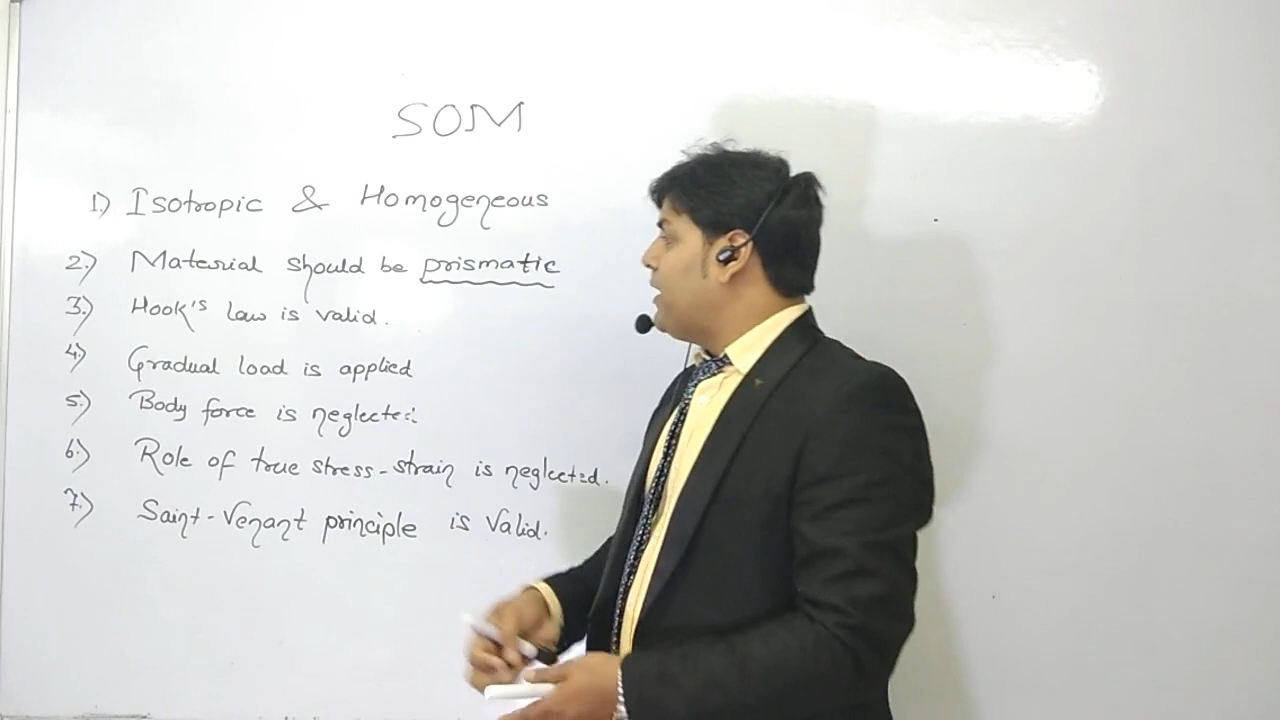 SOM
1) Isotropic & Homogeneous
2.) Material should be prismatic
3.) Hook's law is valid.
4.) Gradual load is applied
5.) Body force is neglected.
6.) Role of true stress-strain is neglected.
7.) Saint-Venant principle is valid.